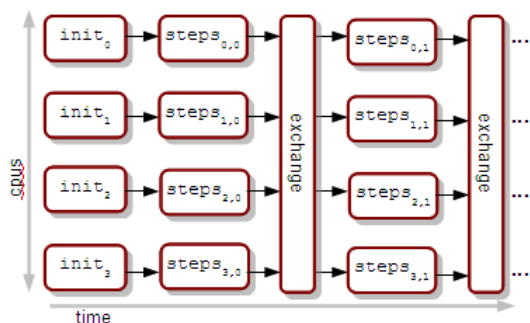 init0 steps0,0 steps0,1 ...
init1 steps1,0 steps1,1 ...
init2 steps2,0 steps2,1 ...
init3 steps3,0 steps3,1 ...
exchange
exchange
cpus
time